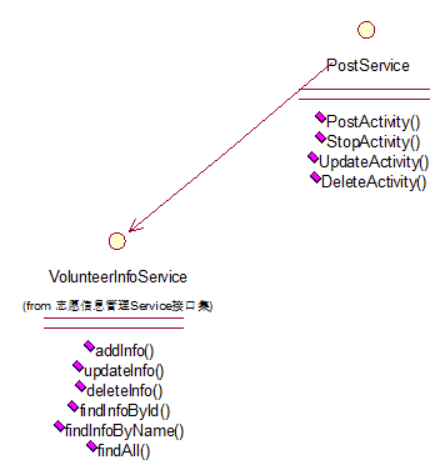 PostService
PostActivity()
StopActivity()
UpdateActivity()
DeleteActivity()
VolunteerInfoService
(from 志愿信息管理Service接口集)
addInfo()
updateInfo()
deleteInfo()
findInfoById()
findInfoByName()
findAll()